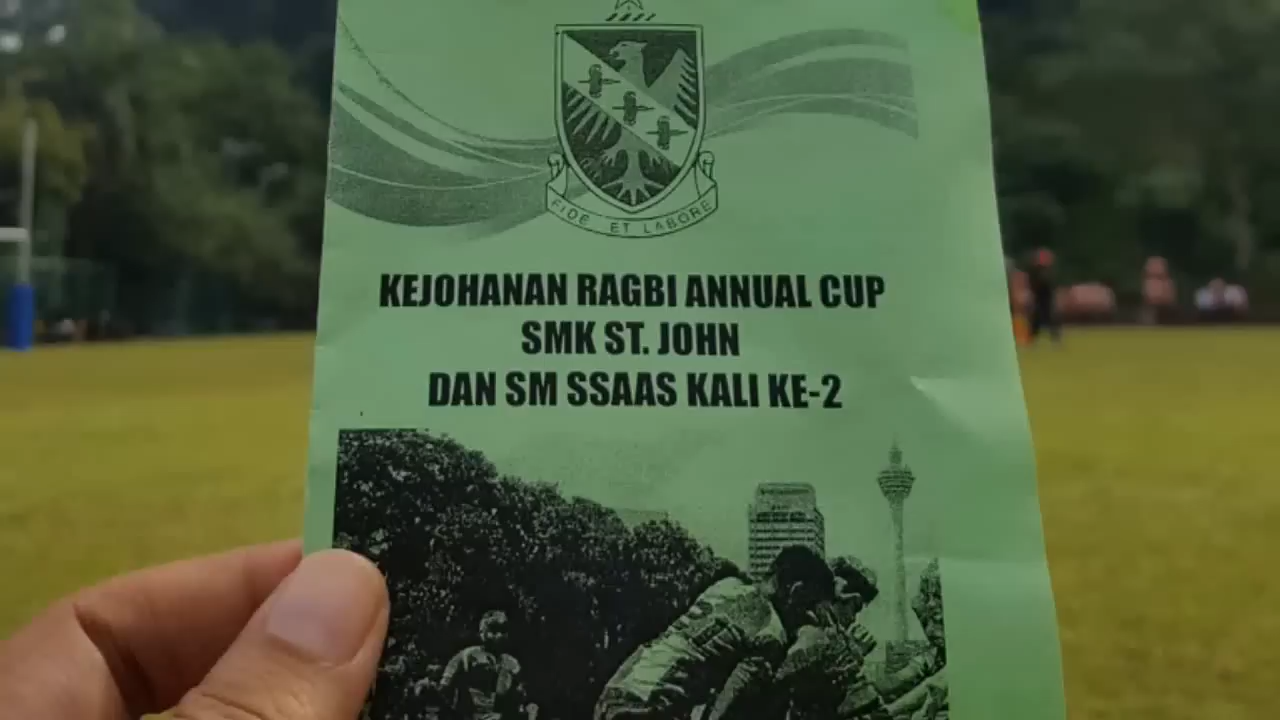 FIDE ET LABORE
KEJOHANAN RAGBI ANNUAL CUP
SMK ST. JOHN
DAN SM SSAAS KALI KE-2